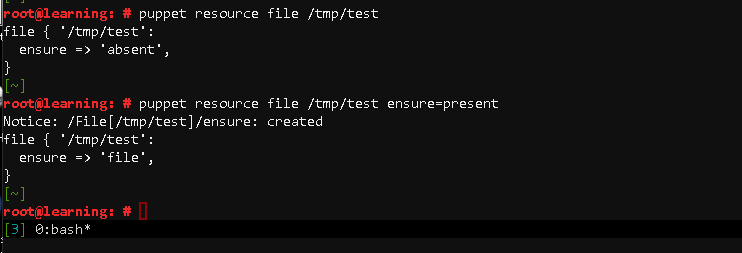 root@learning: # puppet resource file /tmp/test
file { '/tmp/test':
  ensure => 'absent',
}
[~]
root@learning: # puppet resource file /tmp/test ensure=present
Notice: /File[/tmp/test]/ensure: created
file { '/tmp/test':
  ensure => 'file',
}
[~]
root@learning: #
[3] 0:bash*